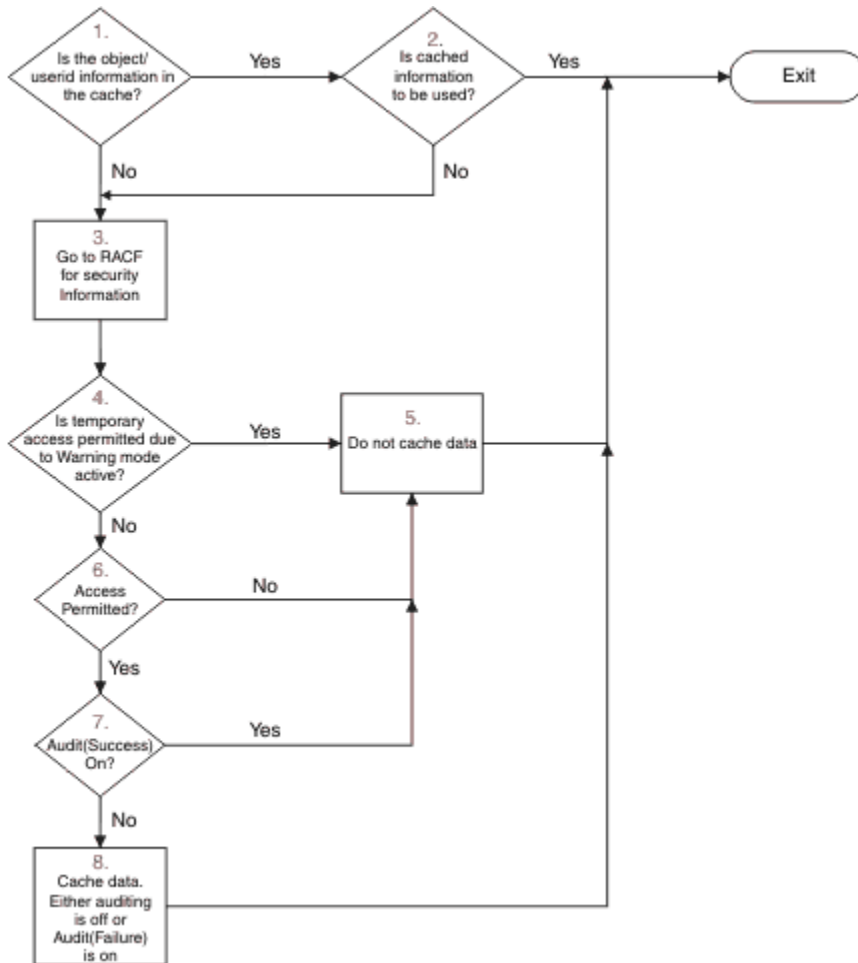 1.
Is the object/
userid information in
the cache?
Yes
2.
Is cached
information
to be used?
Yes
Exit
No
No
3.
Go to RACF
for security
Information
4.
Is temporary
access permitted due
to Warning mode
active?
Yes
5.
Do not cache data
No
6.
Access
Permitted?
No
Yes
7.
Audit(Success)
On?
Yes
No
8.
Cache data.
Either auditing
is off or
Audit(Failure)
is on